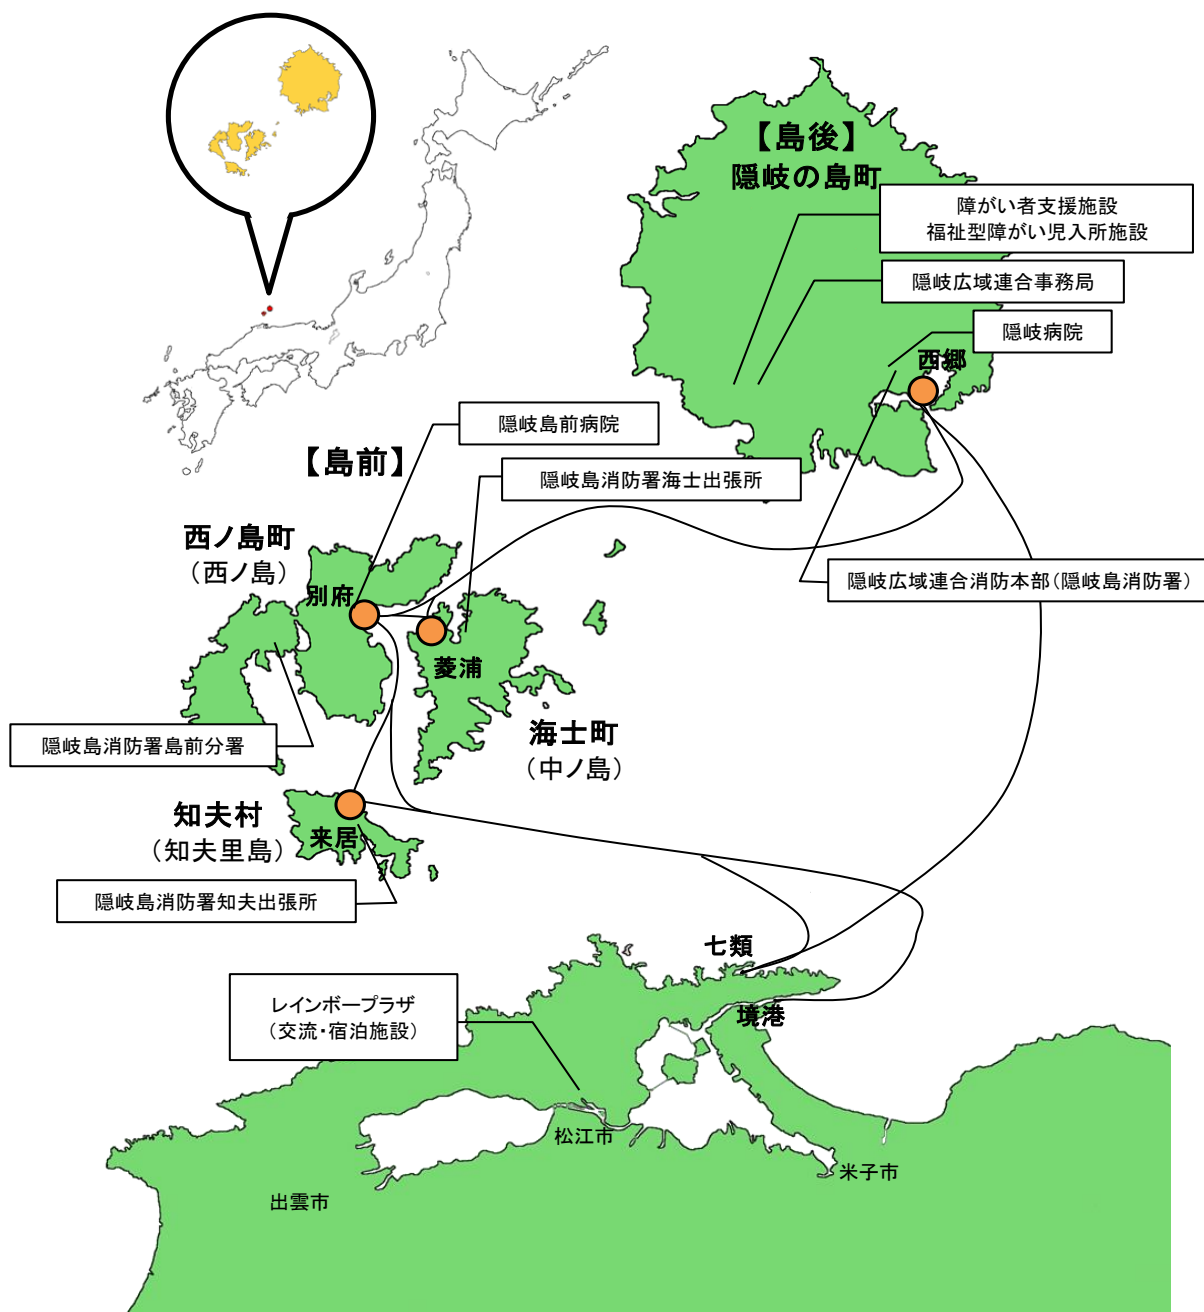 【島後】
隠岐の島町
障がい者支援施設
福祉型障がい児入所施設
隠岐広域連合事務局
隠岐病院
西郷
隠岐島前病院
【島前】
隠岐島消防署海士出張所
西ノ島町
（西ノ島）
隠岐広域連合消防本部（隠岐島消防署）
別府
菱浦
海士町
（中ノ島）
隠岐島消防署島前分署
知夫村
（知夫里島）
来居
隠岐島消防署知夫出張所
七類
レインボープラザ
（交流・宿泊施設）
境港
松江市
米子市
出雲市